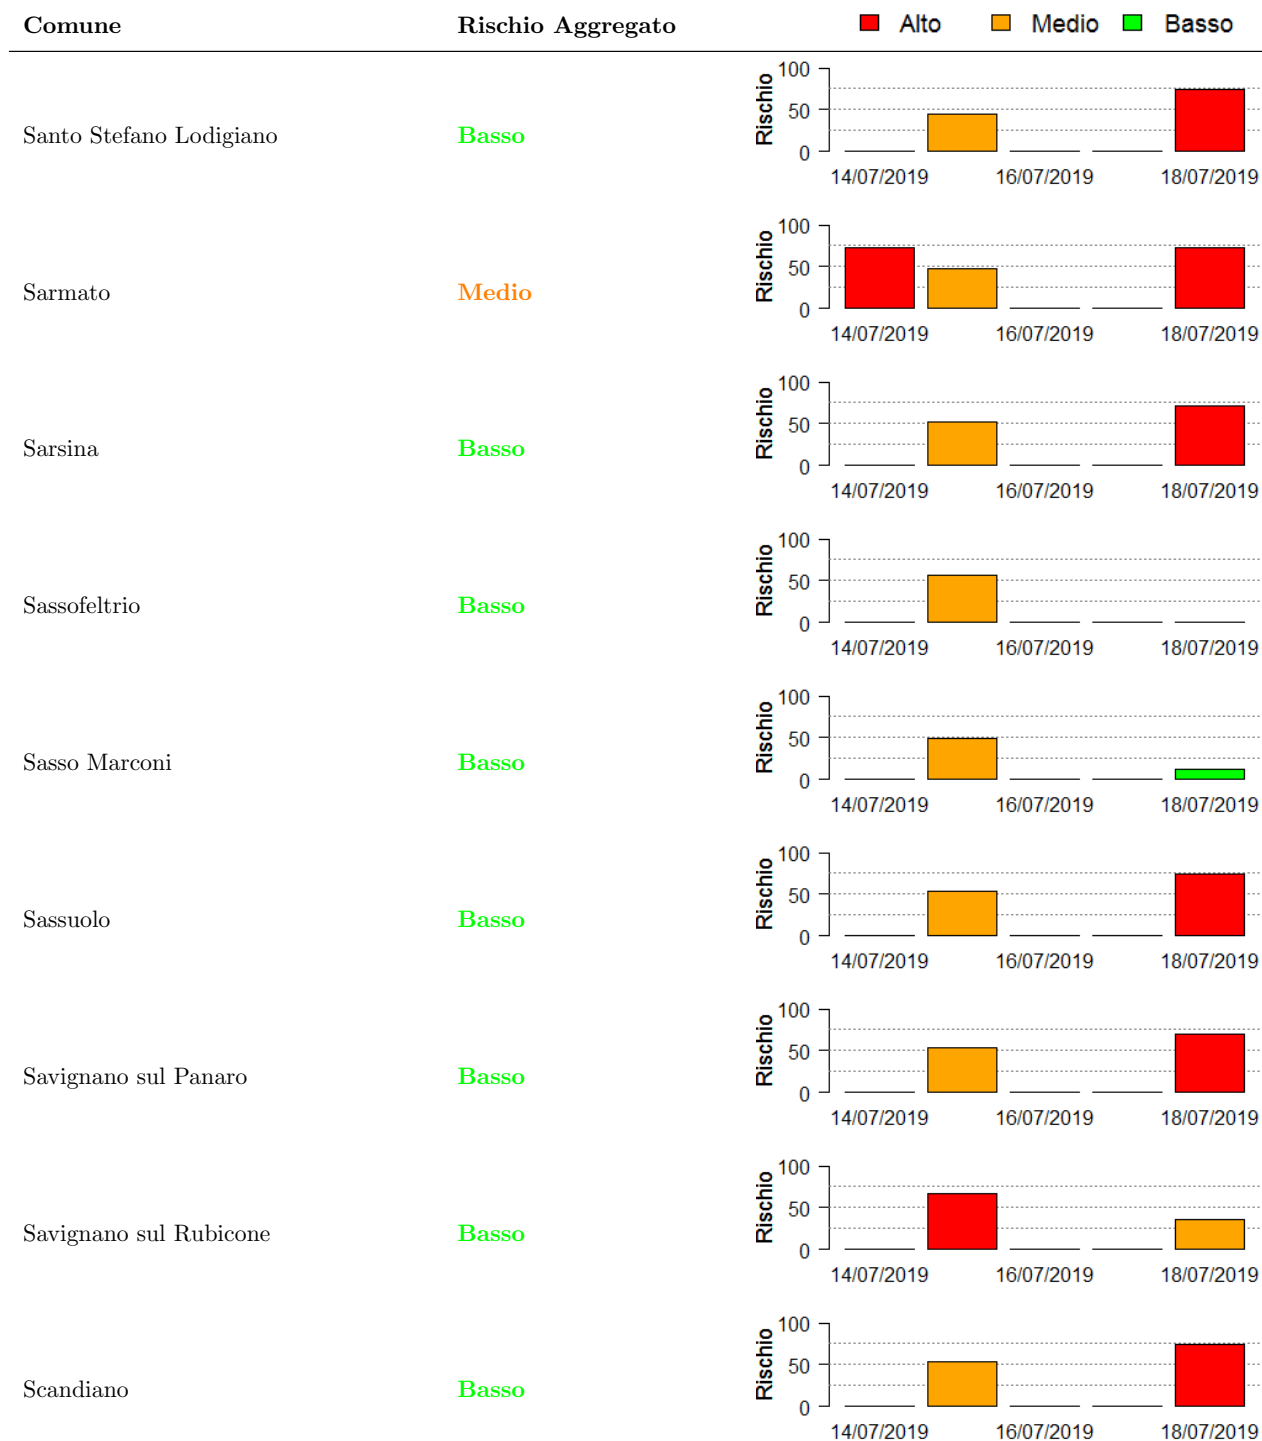 Comune Rischio Aggregato Alto Medio Basso
Santo Stefano Lodigiano Basso Rischio 100 50 0
14/07/2019 16/07/2019 18/07/2019
Sarmato Medio Rischio 100 50 0
14/07/2019 16/07/2019 18/07/2019
Sarsina Basso Rischio 100 50 0
14/07/2019 16/07/2019 18/07/2019
Sassofeltrio Basso Rischio 100 50 0
14/07/2019 16/07/2019 18/07/2019
Sasso Marconi Basso Rischio 100 50 0
14/07/2019 16/07/2019 18/07/2019
Sassuolo Basso Rischio 100 50 0
14/07/2019 16/07/2019 18/07/2019
Savignano sul Panaro Basso Rischio 100 50 0
14/07/2019 16/07/2019 18/07/2019
Savignano sul Rubicone Basso Rischio 100 50 0
14/07/2019 16/07/2019 18/07/2019
Scandiano Basso Rischio 100 50 0
14/07/2019 16/07/2019 18/07/2019